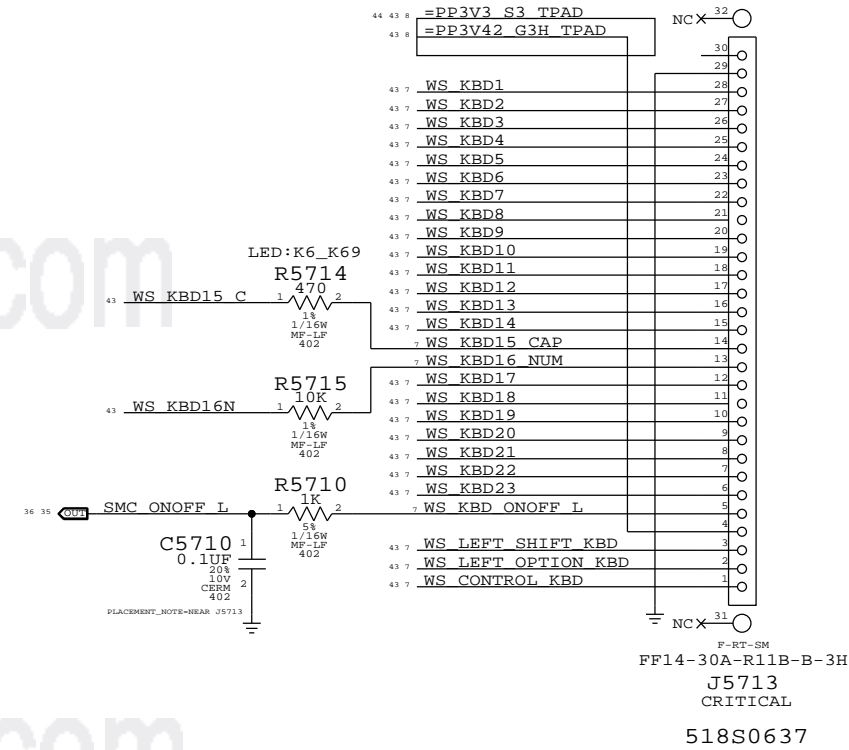 44 43 8 =PP3V3_S3_TPAD
43 8 =PP3V42_G3H_TPAD
NC 32
30
29
43 7 WS_KBD1 28
43 7 WS_KBD2 27
43 7 WS_KBD3 26
43 7 WS_KBD4 25
43 7 WS_KBD5 24
43 7 WS_KBD6 23
43 7 WS_KBD7 22
43 7 WS_KBD8 21
43 7 WS_KBD9 20
43 7 WS_KBD10 19
43 7 WS_KBD11 18
43 7 WS_KBD12 17
43 7 WS_KBD13 16
43 7 WS_KBD14 15
7 WS_KBD15_CAP 14
7 WS_KBD16_NUM 13
43 7 WS_KBD17 12
43 7 WS_KBD18 11
43 7 WS_KBD19 10
43 7 WS_KBD20 9
43 7 WS_KBD21 8
43 7 WS_KBD22 7
43 7 WS_KBD23 6
7 WS_KBD_ONOFF_L 5
4
43 7 WS_LEFT_SHIFT_KBD 3
43 7 WS_LEFT_OPTION_KBD 2
43 7 WS_CONTROL_KBD 1
NC 31
LED:K6_K69
R5714
470
43 WS_KBD15_C 1 2
1%
1/16W
MF-LF
402
R5715
10K
43 WS_KBD16N 1 2
1%
1/16W
MF-LF
402
R5710
1K
36 35 OUT SMC_ONOFF_L 1 2
5%
1/16W
MF-LF
402
C5710 1
0.1UF
20%
10V
CERM 2
402
PLACEMENT_NOTE=NEAR J5713
F-RT-SM
FF14-30A-R11B-B-3H
J5713
CRITICAL
518S0637
.com
.com